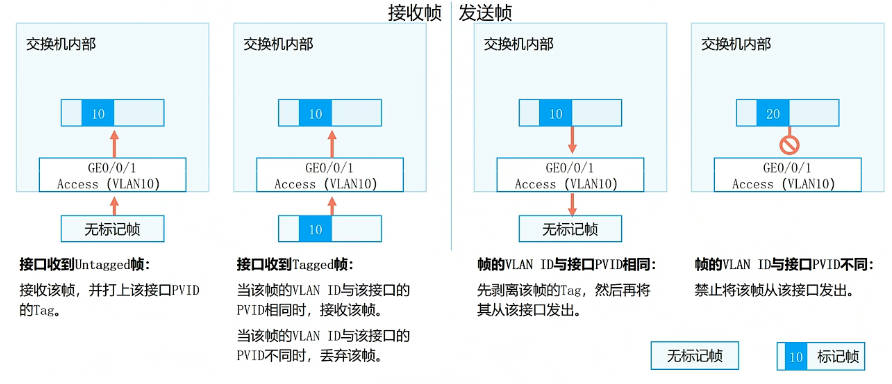 接收帧
发送帧
交换机内部
10
GE0/0/1
Access (VLAN10)
无标记帧
接口收到Untagged帧：
接收该帧，并打上该接口PVID
的Tag。
交换机内部
10
GE0/0/1
Access (VLAN10)
10
接口收到Tagged帧：
当该帧的VLAN ID与该接口的
PVID相同时，接收该帧。
当该帧的VLAN ID与该接口的
PVID不同时，丢弃该帧。
交换机内部
10
GE0/0/1
Access (VLAN10)
无标记帧
帧的VLAN ID与接口PVID相同：
先剥离该帧的Tag，然后再将
其从该接口发出。
交换机内部
20
GE0/0/1
Access (VLAN10)
帧的VLAN ID与接口PVID不同：
禁止将该帧从该接口发出。
无标记帧
10 标记帧